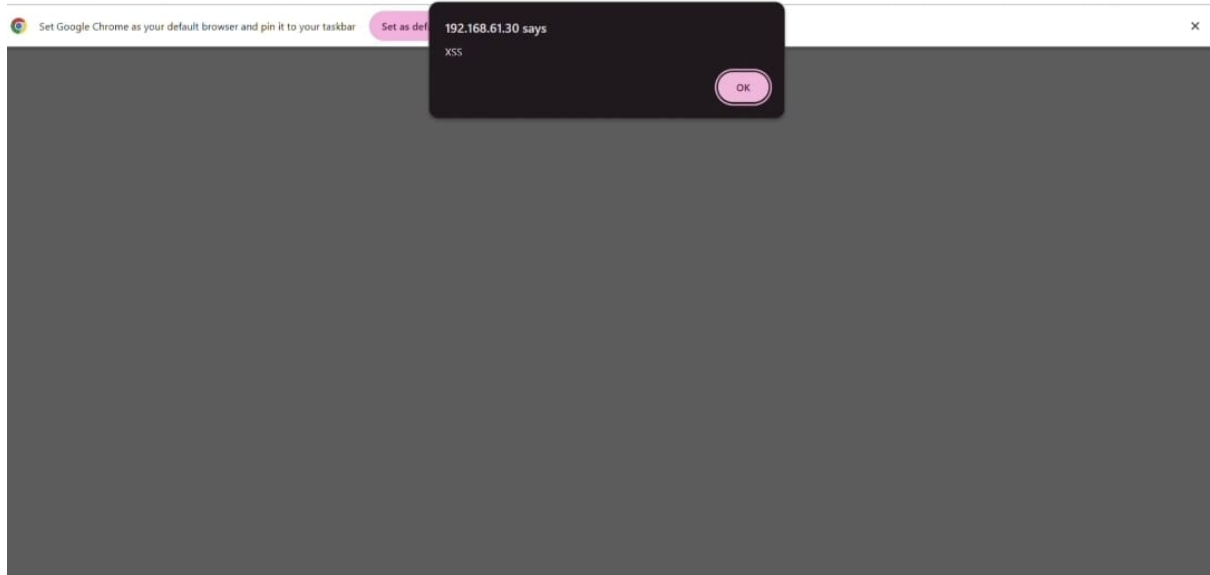 Set Google Chrome as your default browser and pin it to your taskbar
Set as def
192.168.61.30 says
xss
OK